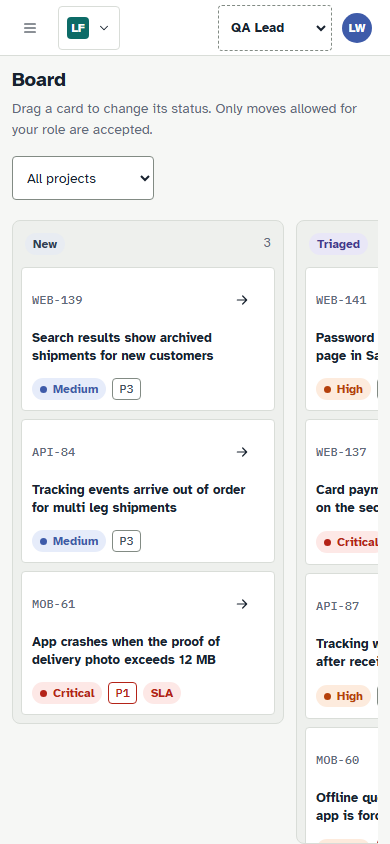 LF
QA Lead
LW
Board
Drag a card to change its status. Only moves allowed for
your role are accepted.
All projects
New
3
WEB-139
Search results show archived
shipments for new customers
Medium
P3
API-84
Tracking events arrive out of order
for multi leg shipments
Medium
P3
MOB-61
App crashes when the proof of
delivery photo exceeds 12 MB
Critical
P1
SLA
Triaged
WEB-141
Password
page in Sa
High
WEB-137
Card paym
on the sec
Critical
API-87
Tracking w
after recei
High
MOB-60
Offline qu
app is forc